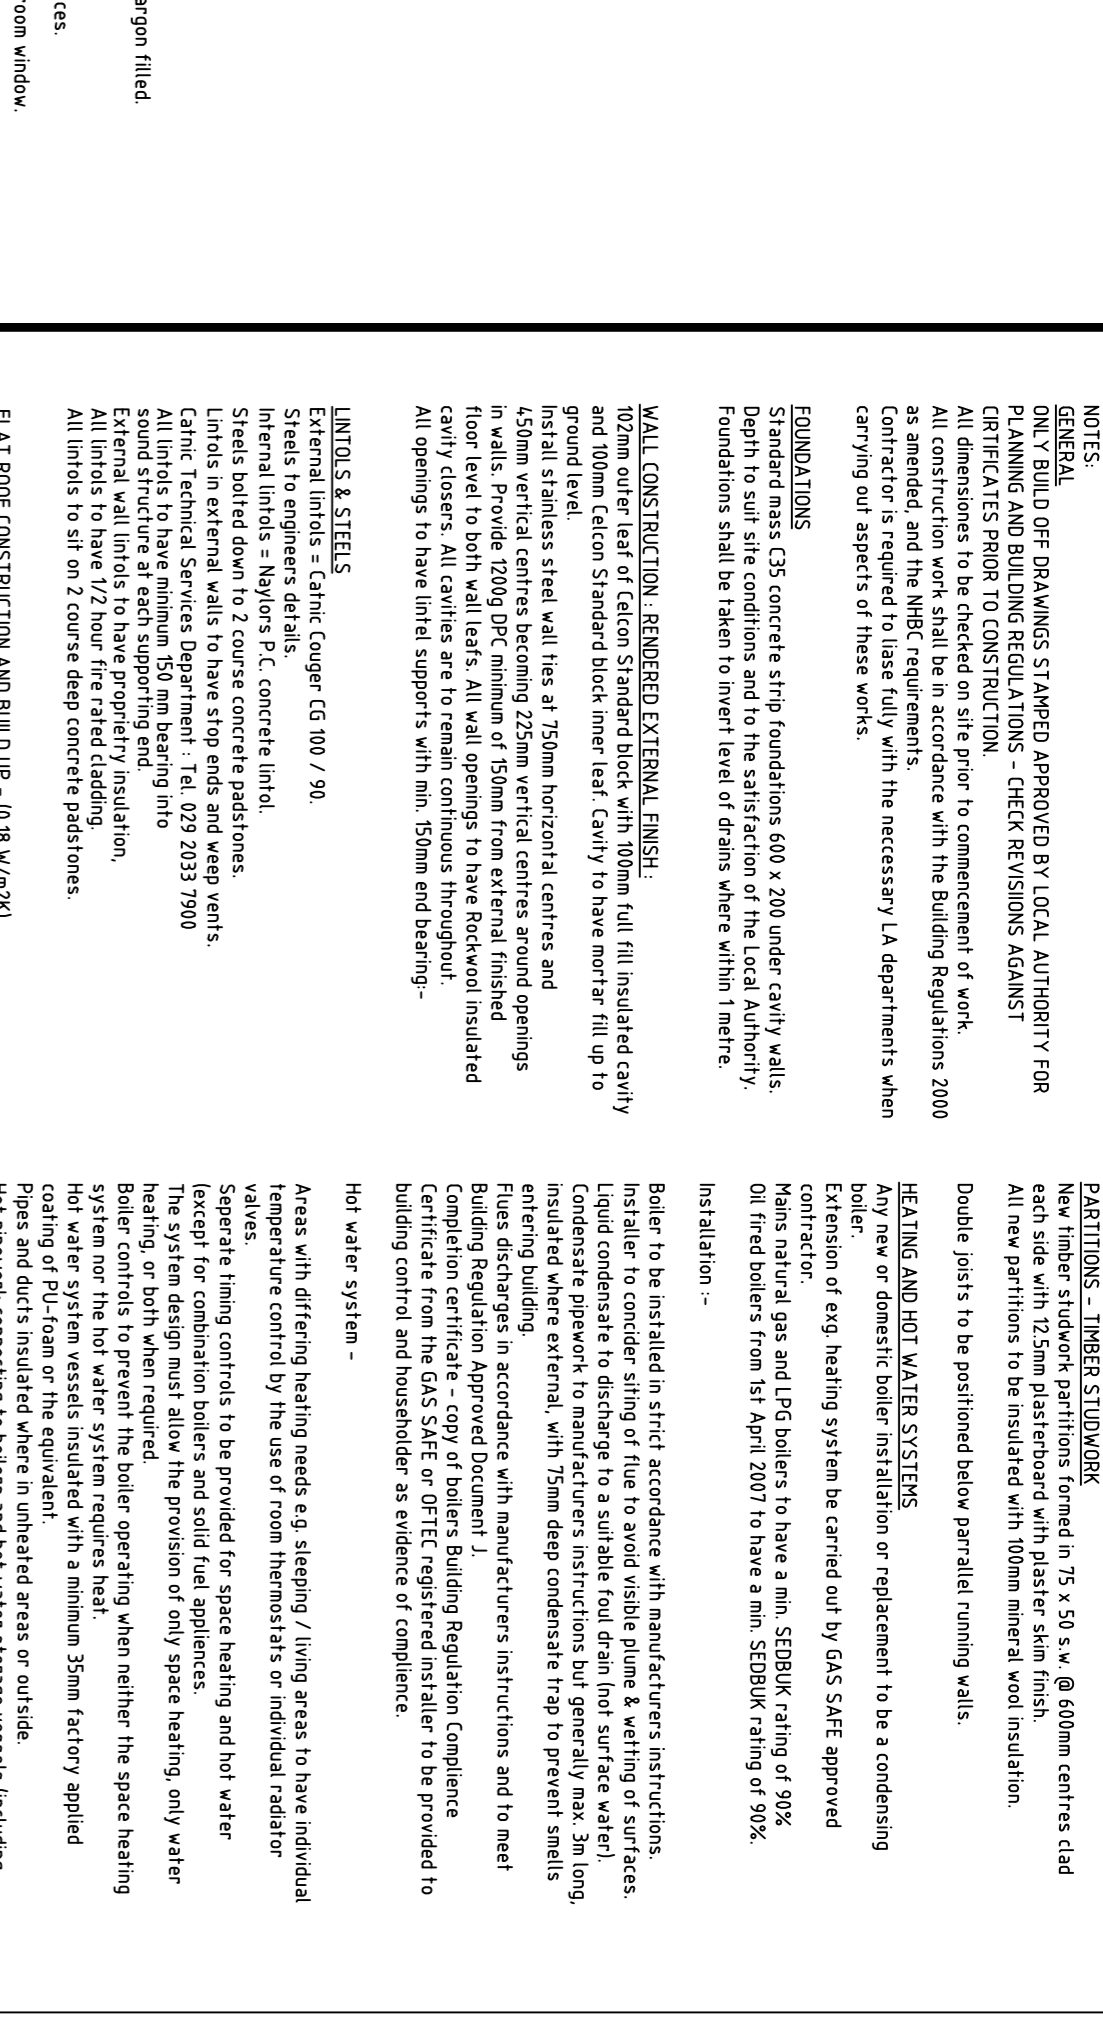 argon filled.
ces.
oom window.
NOTES:
GENERAL
ONLY BUILD OFF DRAWINGS STAMPED APPROVED BY LOCAL AUTHORITY FOR
PLANNING AND BUILDING REGULATIONS - CHECK REVISIIONS AGAINST
CIRTIFICATES PRIOR TO CONSTRUCTION.
All dimensiones to be checked on site prior to commencement of work.
All construction work shall be in accordance with the Building Regulations 2000
as amended, and the NHBC requirements.
Contractor is required to liase fully with the neccessary LA departments when
carrying out aspects of these works.
FOUNDATIONS
Standard mass C35 concrete strip foundations 600 x 200 under cavity walls.
Depth to suit site conditions and to the satisfaction of the Local Authority.
Foundations shall be taken to invert level of drains where within 1 metre.
WALL CONSTRUCTION : RENDERED EXTERNAL FINISH :
102mm outer leaf of Celcon Standard block with 100mm full fill insulated cavity
and 100mm Celcon Standard block inner leaf. Cavity to have mortar fill up to
ground level.
Install stainless steel wall ties at 750mm horizontal centres and
450mm vertical centres becoming 225mm vertical centres around openings
in walls. Provide 1200g DPC minimum of 150mm from external finished
floor level to both wall leafs. All wall openings to have Rockwool insulated
cavity closers. All cavities are to remain continuous throughout.
All openings to have lintel supports with min. 150mm end bearing:-
LINTOLS & STEELS
External lintols = Catnic Couger CG 100 / 90.
Steels to engineers details.
Internal lintols = Naylors P.C. concrete lintol.
Steels bolted down to 2 course concrete padstones.
Lintols in external walls to have stop ends and weep vents.
Catnic Technical Services Department : Tel. 029 2033 7900
All lintols to have minimum 150 mm bearing into
sound structure at each supporting end.
External wall lintols to have proprietry insulation,
All lintols to have 1/2 hour fire rated cladding.
All lintols to sit on 2 course deep concrete padstones.
FLAT ROOF CONSTRUCTION AND BUILD UP - (0.18 W/m2K)
PARTITIONS - TIMBER STUDWORK
New timber studwork partitions formed in 75 x 50 s.w. @ 600mm centres clad
each side with 12.5mm plasterboard with plaster skim finish.
All new partitions to be insulated with 100mm mineral wool insulation.
Double joists to be positioned below parrallel running walls.
HEATING AND HOT WATER SYSTEMS
Any new or domestic boiler installation or replacement to be a condensing
boiler.
Extension of exg. heating system be carried out by GAS SAFE approved
contractor.
Mains natural gas and LPG boilers to have a min. SEDBUK rating of 90%
Oil fired boilers from 1st April 2007 to have a min. SEDBUK rating of 90%.
Installation :-
Boiler to be installed in strict accordance with manufacturers instructions.
Installer to concider siting of flue to avoid visible plume & wetting of surfaces.
Liquid condensate to discharge to a suitable foul drain (not surface water).
Condensate pipework to manufacturers instructions but generally max. 3m long,
insulated where external, with 75mm deep condensate trap to prevent smells
entering building.
Flues discharges in accordance with manufacturers instructions and to meet
Building Regulation Approved Document J.
Completion certificate - copy of boilers Building Regulation Complience
Certificate from the GAS SAFE or OFTEC registered installer to be provided to
building control and householder as evidence of complience.
Hot water system -
Areas with differing heating needs e.g. sleeping / living areas to have individual
temperature control by the use of room thermostats or individual radiator
valves.
Seperate timing controls to be provided for space heating and hot water
(except for combination boilers and solid fuel appliences.
The system design must allow the provision of only space heating, only water
heating, or both when required.
Boiler controls to prevent the boiler operating when neither the space heating
system nor the hot water system requires heat.
Hot water system vessels insulated with a minimum 35mm factory applied
coating of PU-foam or the equivalent.
Pipes and ducts insulated where in unheated areas or outside.
Hot pipework connecting to boilers and hot water storage vessels (including